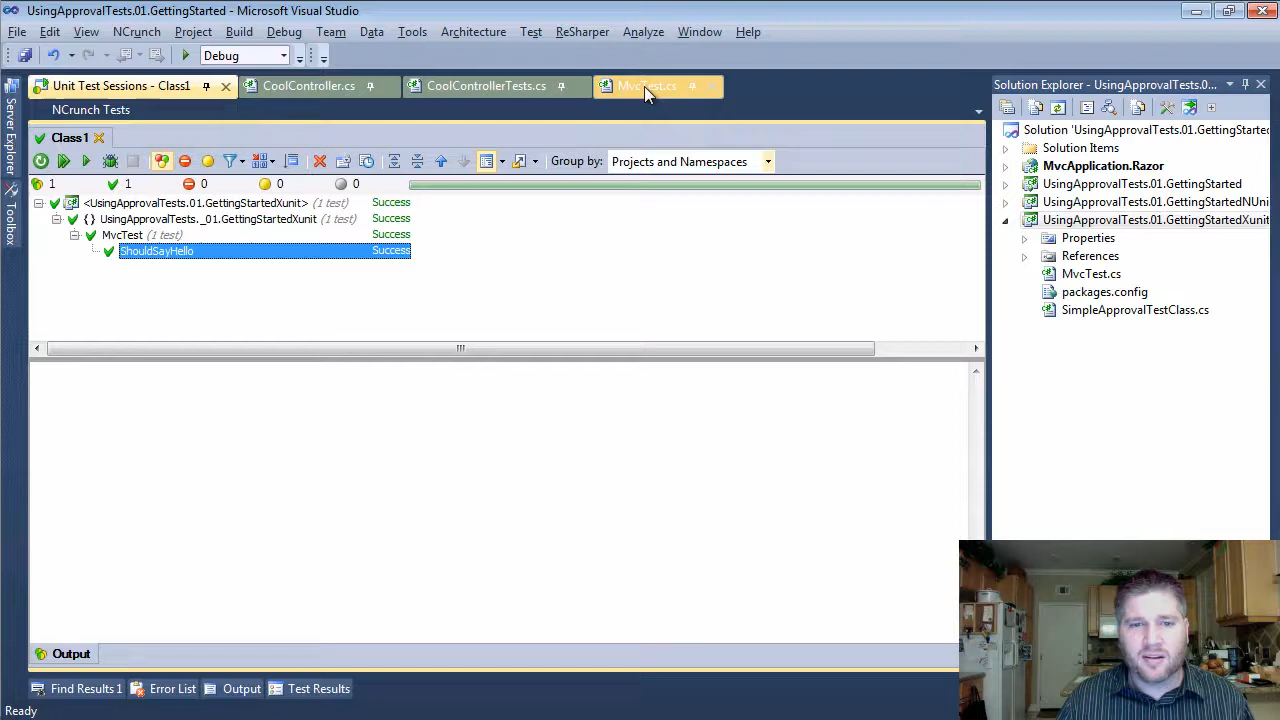 UsingApprovalTests.01.GettingStarted - Microsoft Visual Studio
File Edit View NCrunch Project Build Debug Team Data Tools Architecture Test ReSharper Analyze Window Help
Debug
Unit Test Sessions - Class1 CoolController.cs CoolControllerTests.cs MvcTest.cs
NCrunch Tests
Class1
Group by: Projects and Namespaces
1 1 0 0 0
<UsingApprovalTests.01.GettingStartedXunit> (1 test) Success
{ } UsingApprovalTests._01.GettingStartedXunit (1 test) Success
MvcTest (1 test) Success
ShouldSayHello Success
Output
Find Results 1 Error List Output Test Results
Ready
Server Explorer
Toolbox
Solution Explorer - UsingApprovalTests.0...
Solution 'UsingApprovalTests.01.GettingStarted
Solution Items
MvcApplication.Razor
UsingApprovalTests.01.GettingStarted
UsingApprovalTests.01.GettingStartedNUni
UsingApprovalTests.01.GettingStartedXunit
Properties
References
MvcTest.cs
packages.config
SimpleApprovalTestClass.cs